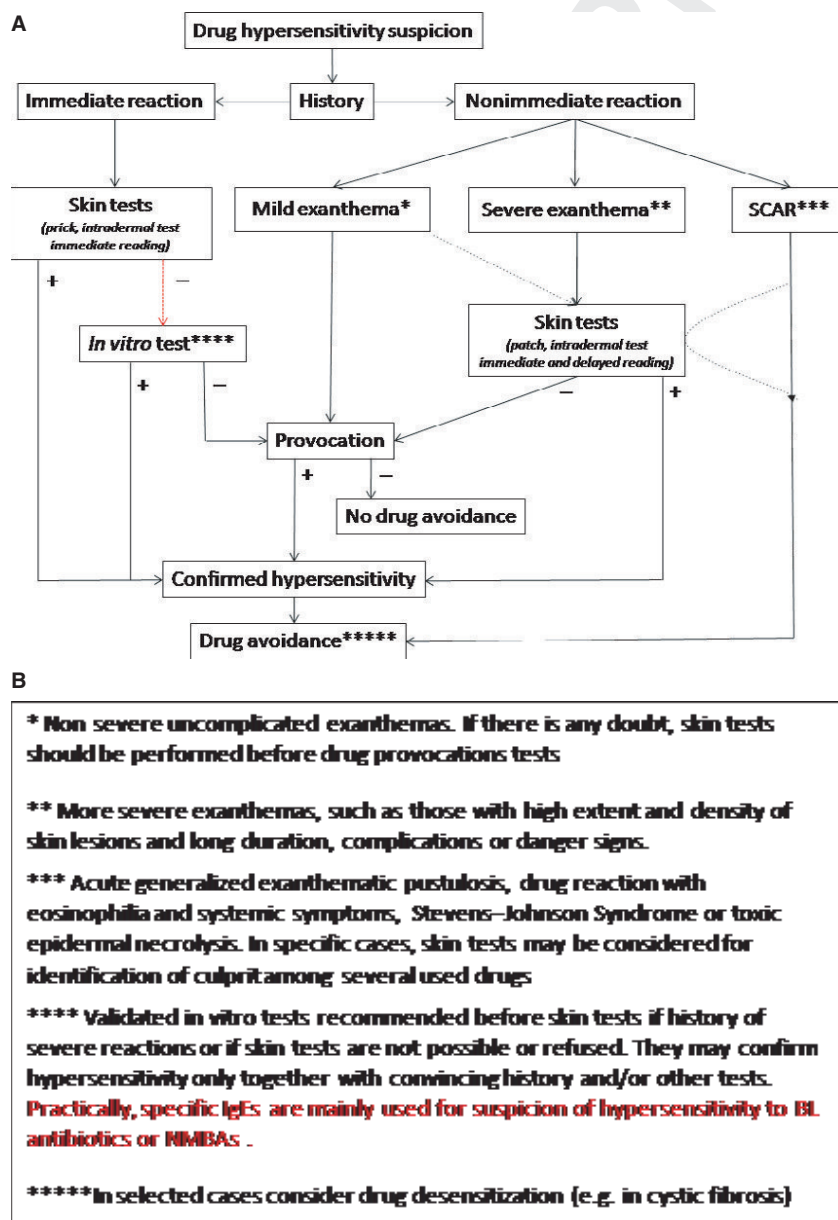 A
Drug hypersensitivity suspicion
Immediate reaction
History
Nonimmediate reaction
Skin tests
(prick, intradermal test
immediate reading)
Mild exanthema*
Severe exanthema**
SCAR***
+
–
In vitro test****
Skin tests
(patch, intradermal test
immediate and delayed reading)
+
–
–
+
Provocation
+
–
No drug avoidance
Confirmed hypersensitivity
Drug avoidance*****
B
* Non severe uncomplicated exanthemas. If there is any doubt, skin tests
should be performed before drug provocations tests
** More severe exanthemas, such as those with high extent and density of
skin lesions and long duration, complications or danger signs.
*** Acute generalized exanthematic pustulosis, drug reaction with
eosinophilia and systemic symptoms, Stevens–Johnson Syndrome or toxic
epidermal necrolysis. In specific cases, skin tests may be considered for
identification of culprit among several used drugs
**** Validated in vitro tests recommended before skin tests if history of
severe reactions or if skin tests are not possible or refused. They may confirm
hypersensitivity only together with convincing history and/or other tests.
Practically, specific IgEs are mainly used for suspicion of hypersensitivity to BL
antibiotics or NMBAs .
*****In selected cases consider drug desensitization (e.g. in cystic fibrosis)